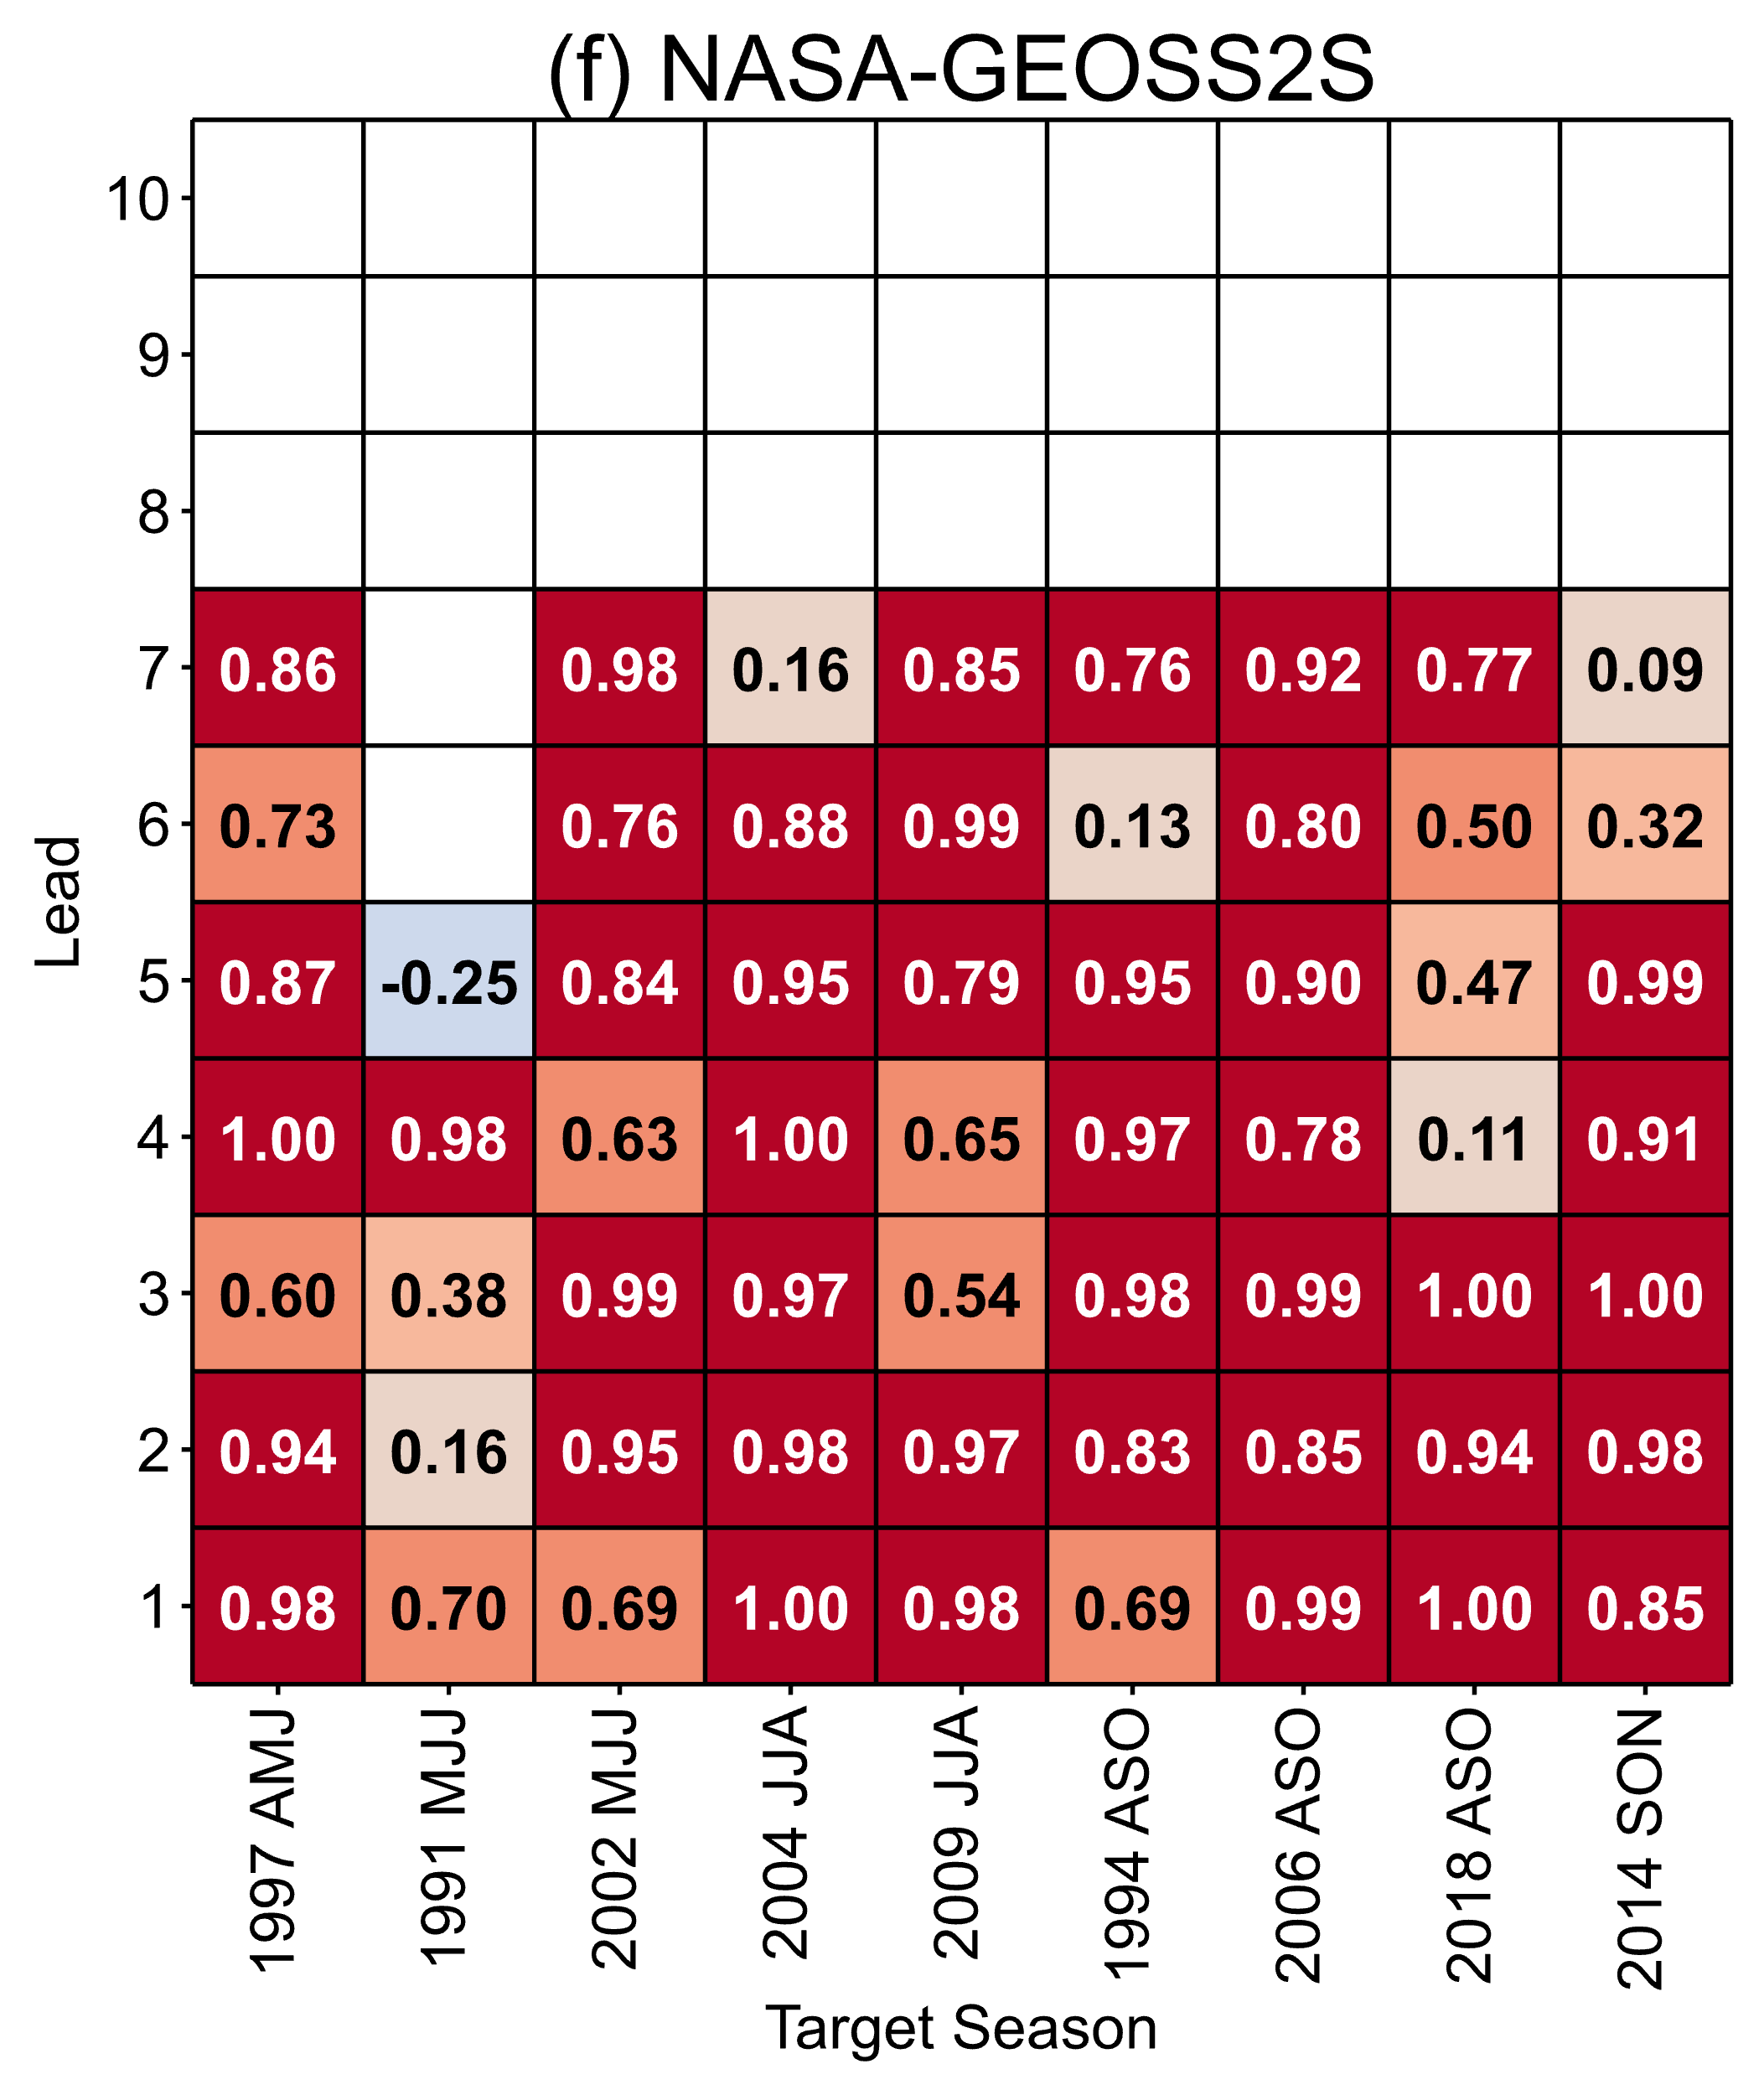 (f) NASA-GEOSS2S
10
9
8
7 0.86 0.98 0.16 0.85 0.76 0.92 0.77 0.09
6 0.73 0.76 0.88 0.99 0.13 0.80 0.50 0.32
5 0.87 -0.25 0.84 0.95 0.79 0.95 0.90 0.47 0.99
4 1.00 0.98 0.63 1.00 0.65 0.97 0.78 0.11 0.91
3 0.60 0.38 0.99 0.97 0.54 0.98 0.99 1.00 1.00
2 0.94 0.16 0.95 0.98 0.97 0.83 0.85 0.94 0.98
1 0.98 0.70 0.69 1.00 0.98 0.69 0.99 1.00 0.85
Lead
1997 AMJ
1991 MJJ
2002 MJJ
2004 JJA
2009 JJA
1994 ASO
2006 ASO
2018 ASO
2014 SON
Target Season